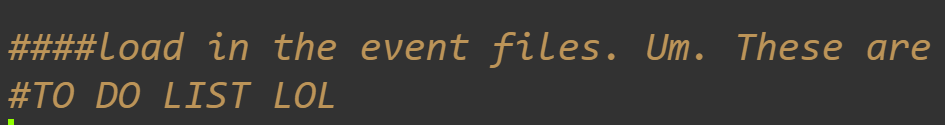 ####load in the event files. Um. These are
#TO DO LIST LOL